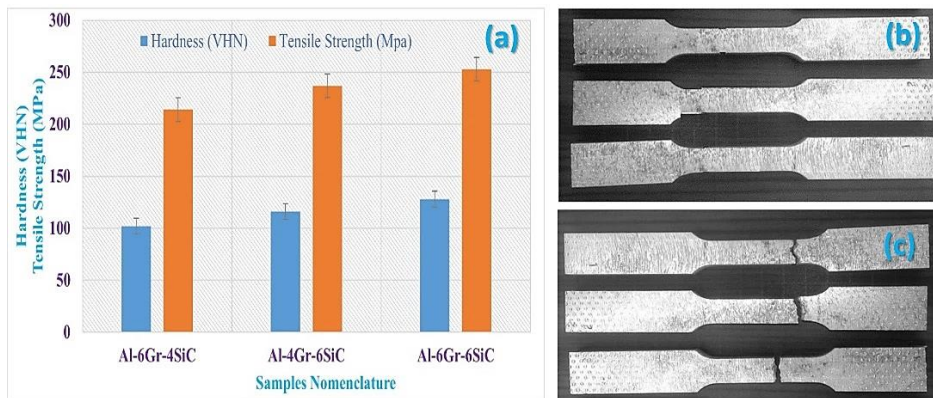 300
250
200
150
100
50
0
Hardness (VHN)
Tensile Strength (MPa)
Hardness (VHN) Tensile Strength (Mpa) (a)
Al-6Gr-4SiC Al-4Gr-6SiC Al-6Gr-6SiC
Samples Nomenclature
(b)
(c)